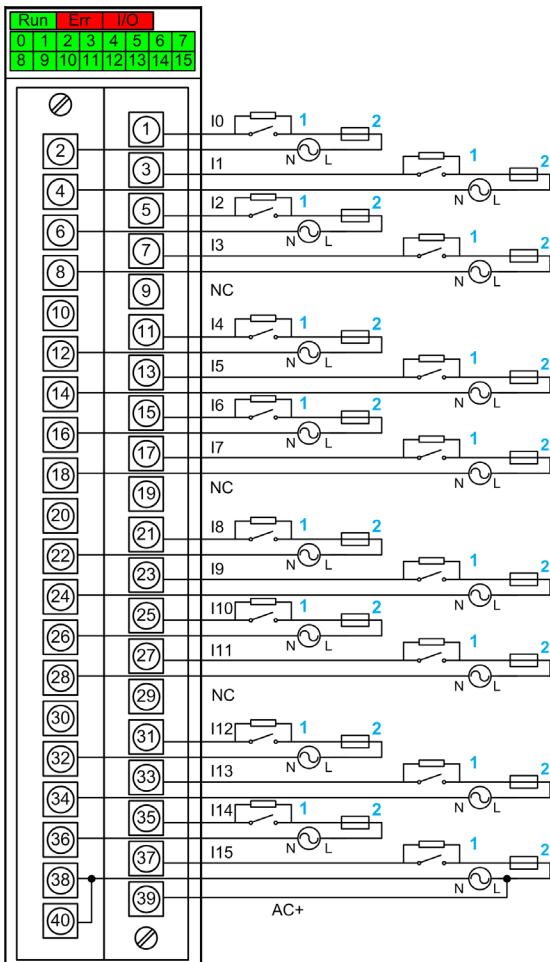 Run Err I/O
0 1 2 3 4 5 6 7
8 9 10 11 12 13 14 15
1 I0 1 2
2 N L
3 I1 1 2
4 N L
5 I2 1 2
6 N L
7 I3 1 2
8 N L
9 NC
10
11 I4 1 2
12 N L
13 I5 1 2
14 N L
15 I6 1 2
16 N L
17 I7 1 2
18 N L
19 NC
20
21 I8 1 2
22 N L
23 I9 1 2
24 N L
25 I10 1 2
26 N L
27 I11 1 2
28 N L
29 NC
30
31 I12 1 2
32 N L
33 I13 1 2
34 N L
35 I14 1 2
36 N L
37 I15 1 2
38 N L
39 AC+
40